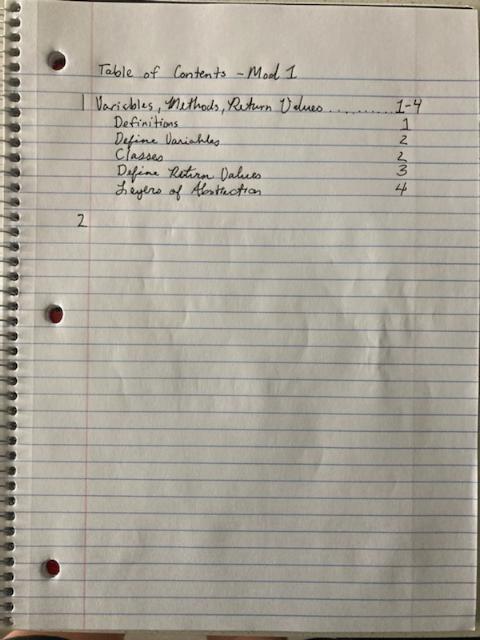 Table of Contents - Mod 1
1 Variables, Methods, Return Values .......... 1-4
Definitions 1
Define Variables 2
Classes 2
Define Return Values 3
Layers of Abstraction 4
2